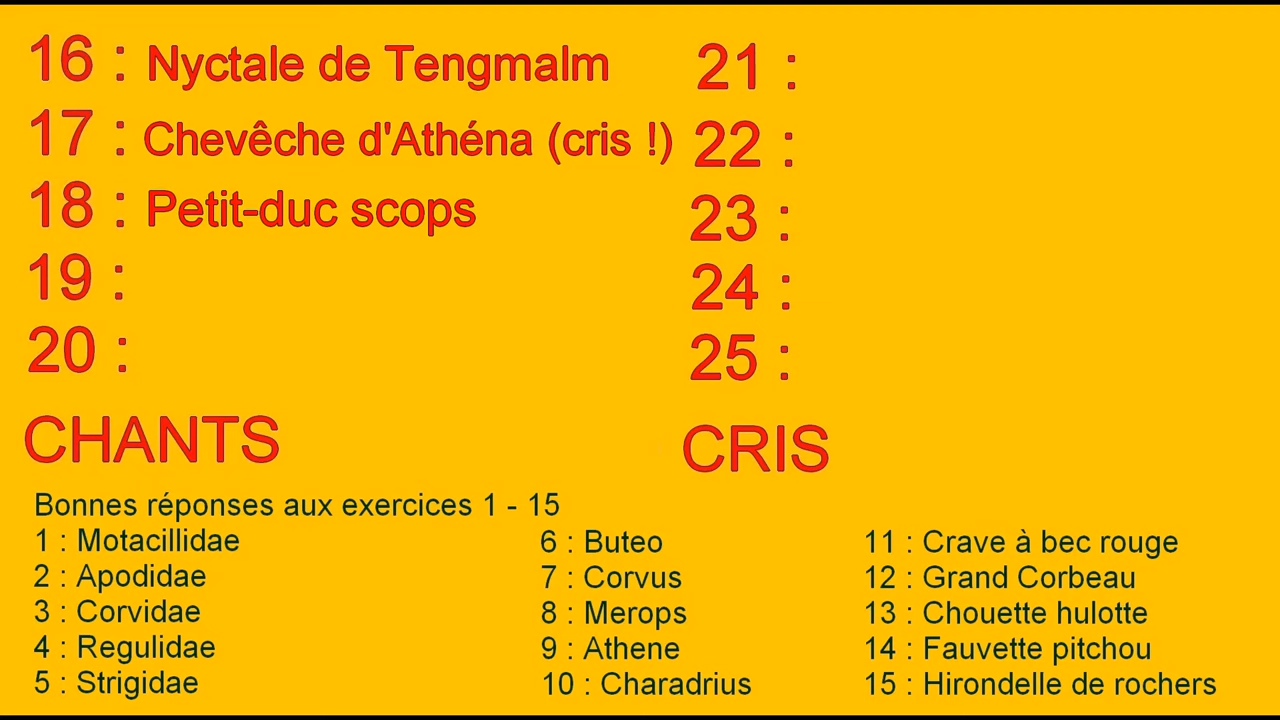 16 : Nyctale de Tengmalm
17 : Chevêche d'Athéna (cris !)
18 : Petit-duc scops
19 :
20 :
CHANTS
21 :
22 :
23 :
24 :
25 :
CRIS
Bonnes réponses aux exercices 1 - 15
1 : Motacillidae
2 : Apodidae
3 : Corvidae
4 : Regulidae
5 : Strigidae
6 : Buteo
7 : Corvus
8 : Merops
9 : Athene
10 : Charadrius
11 : Crave à bec rouge
12 : Grand Corbeau
13 : Chouette hulotte
14 : Fauvette pitchou
15 : Hirondelle de rochers